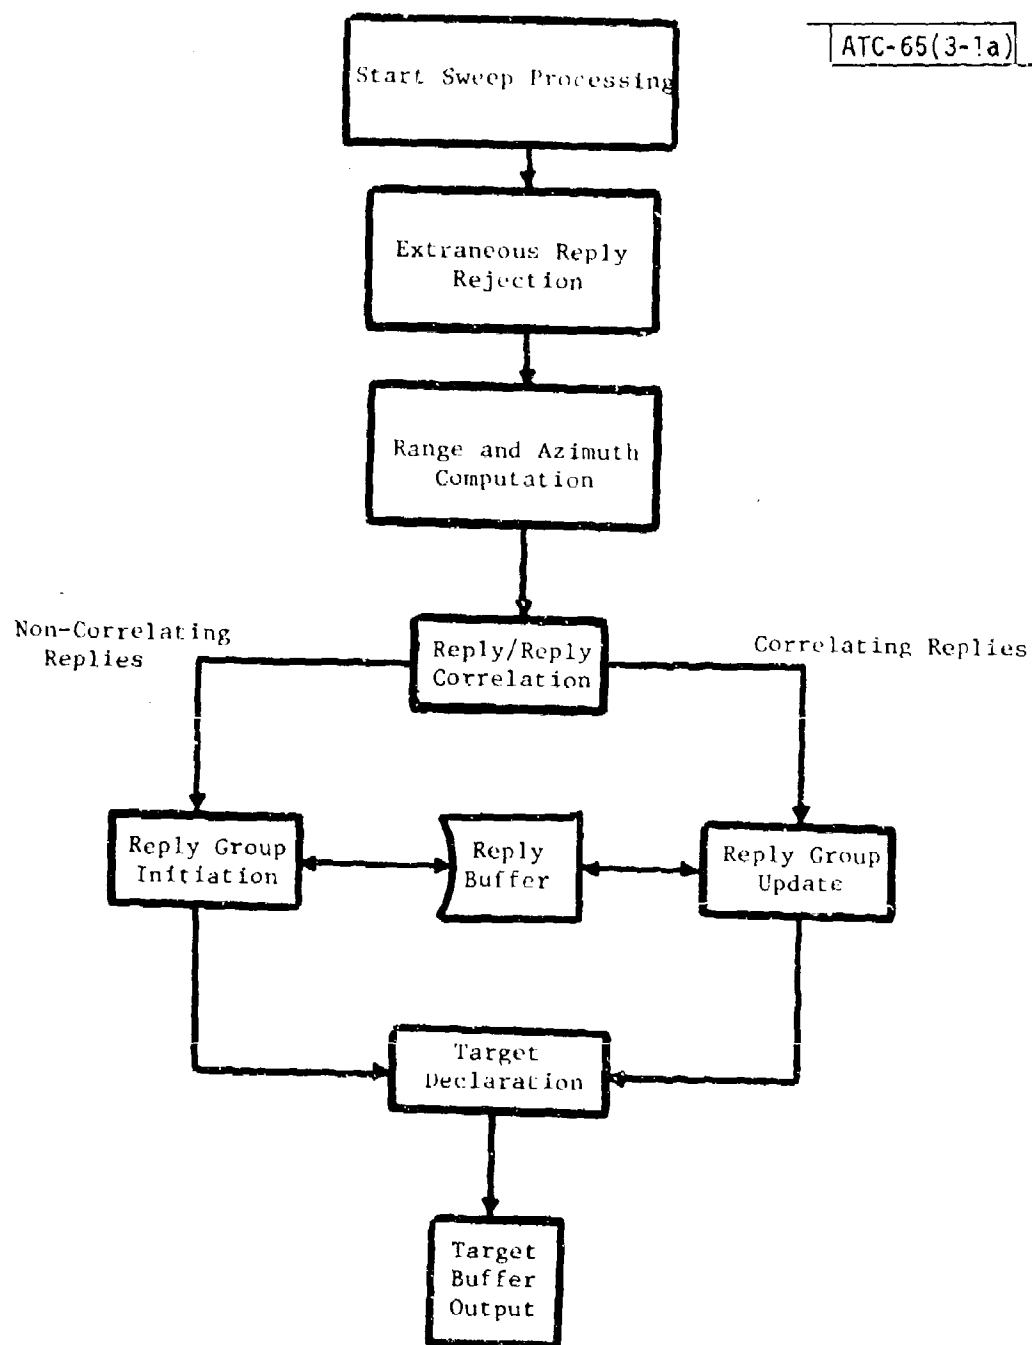 ATC-65(3-1a)
Start Sweep Processing
Extraneous Reply
Rejection
Range and Azimuth
Computation
Non-Correlating
Replies
Reply/Reply
Correlation
Correlating Replies
Reply Group
Initiation
Reply
Buffer
Reply Group
Update
Target
Declaration
Target
Buffer
Output